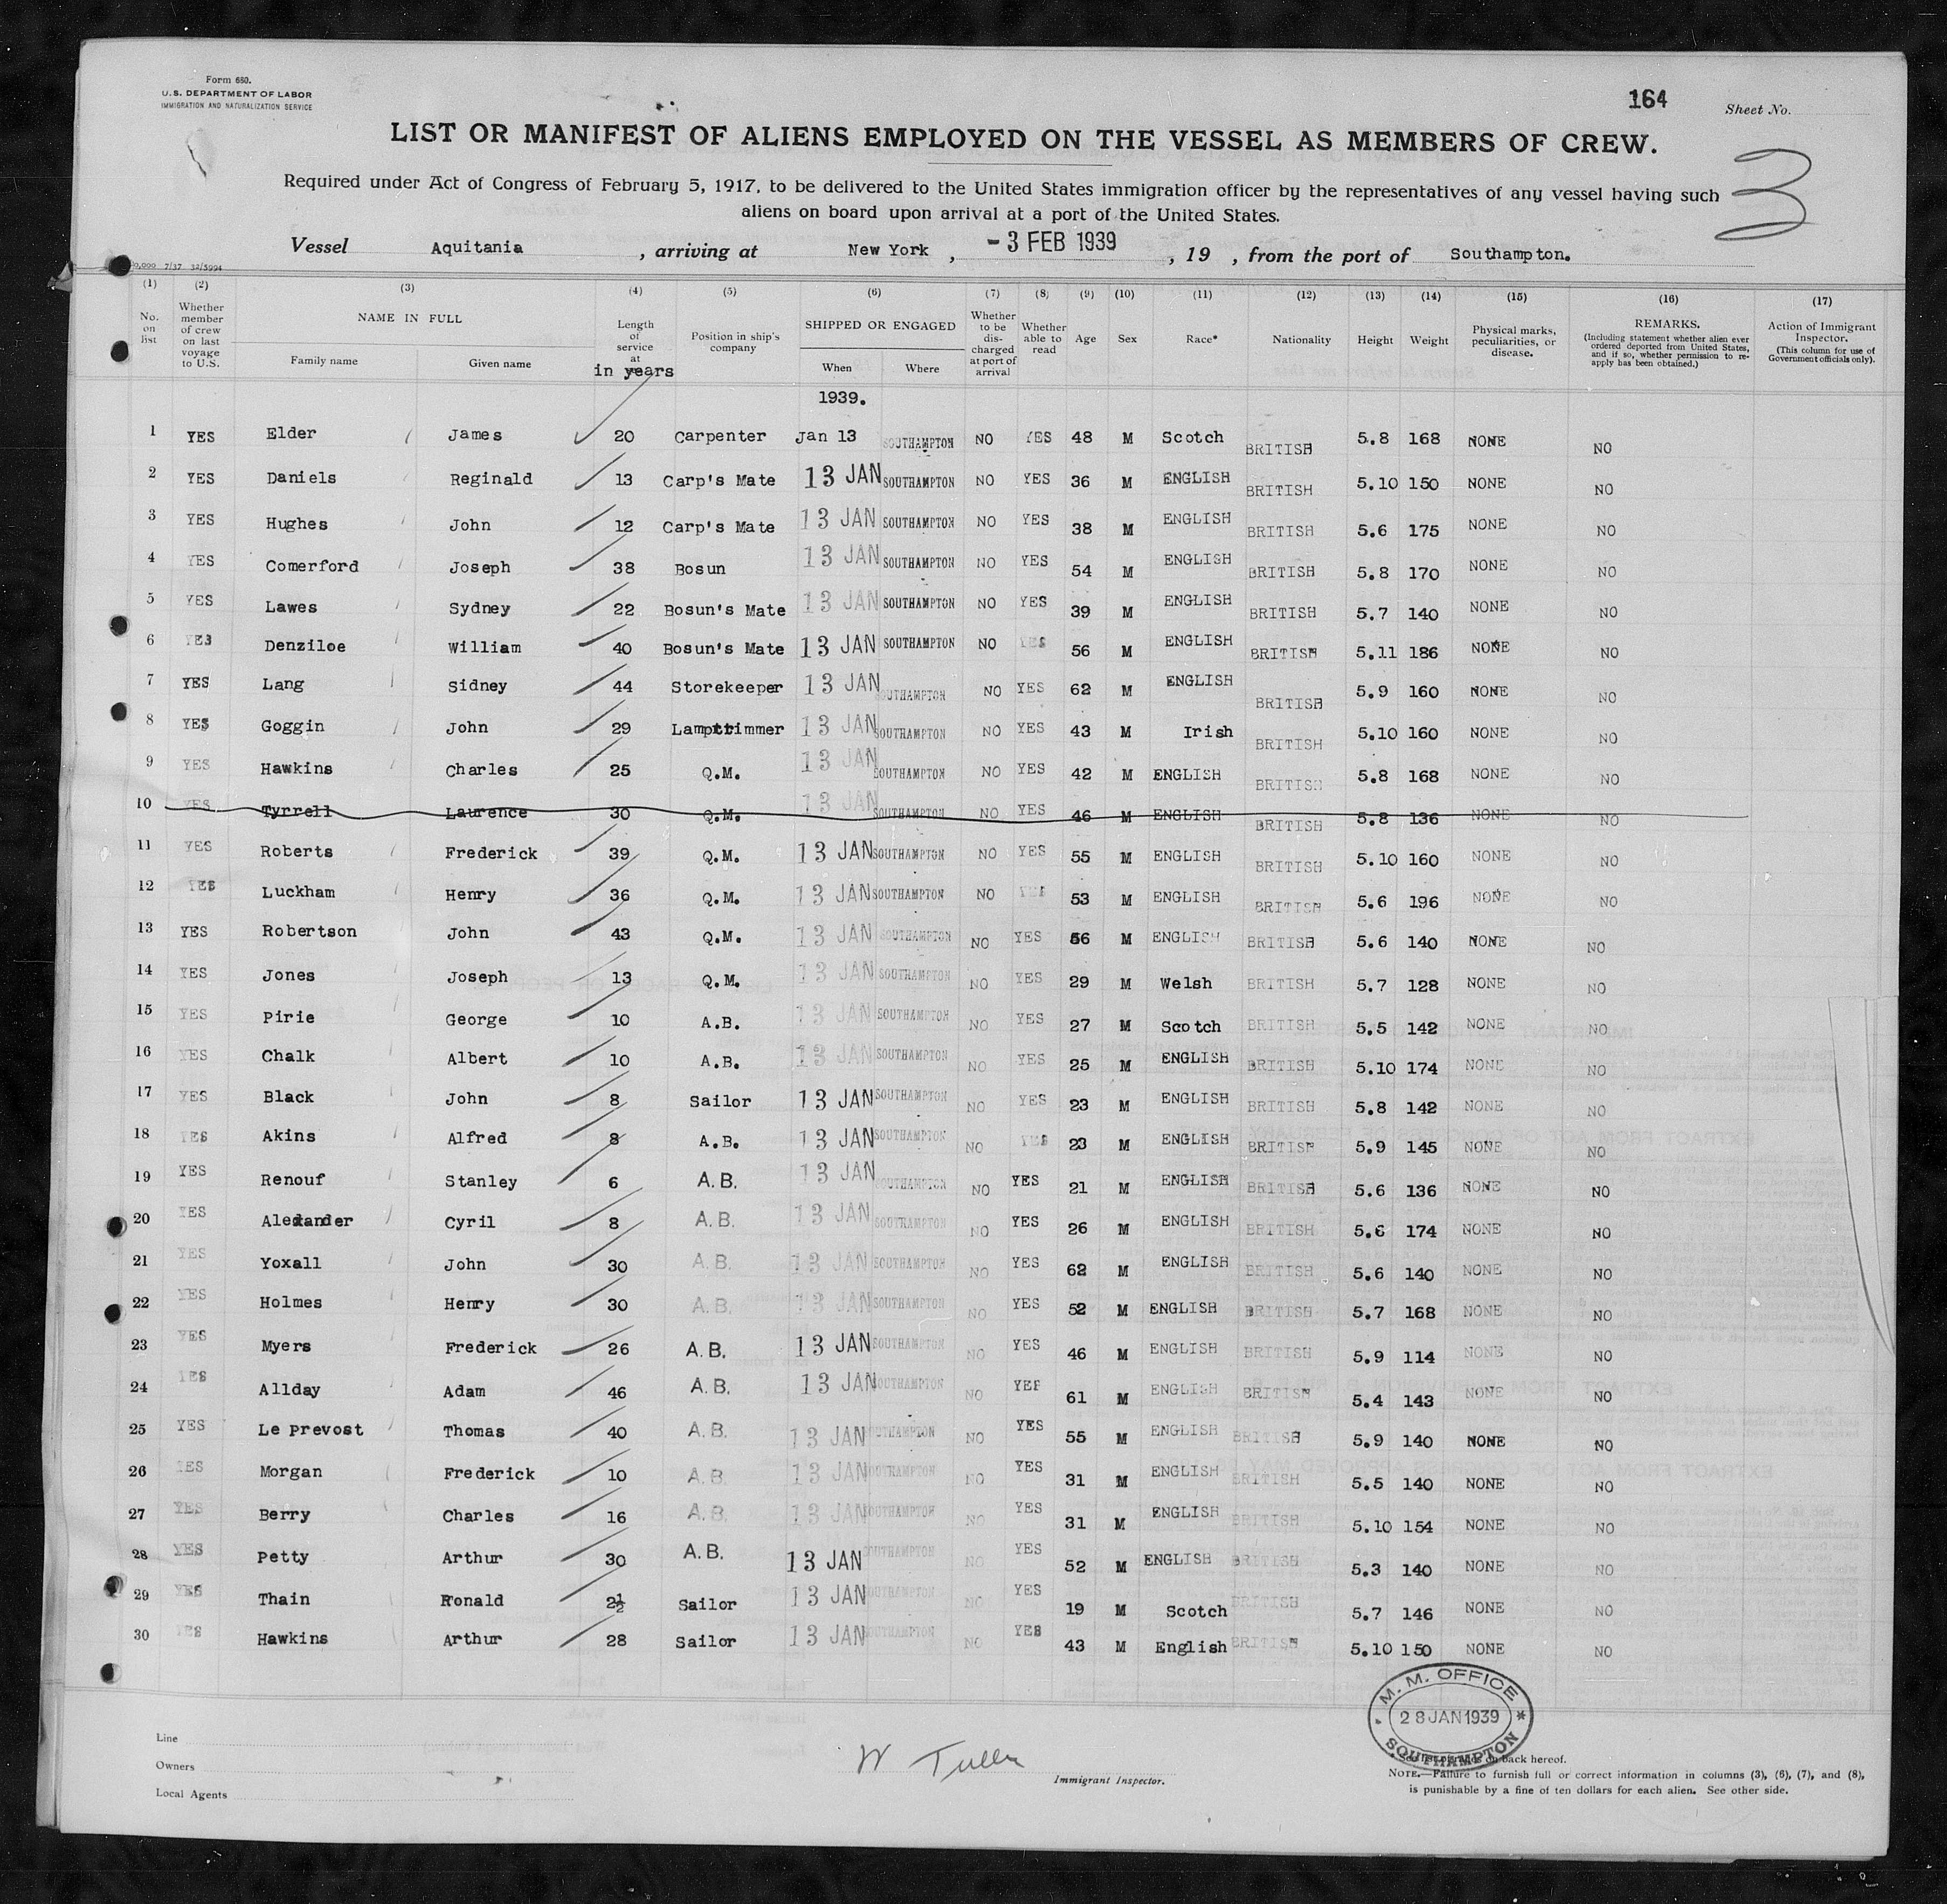 Form 680.
U.S. DEPARTMENT OF LABOR
IMMIGRATION AND NATURALIZATION SERVICE
164
Sheet No.
LIST OR MANIFEST OF ALIENS EMPLOYED ON THE VESSEL AS MEMBERS OF CREW.
3
Required under Act of Congress of February 5, 1917, to be delivered to the United States immigration officer by the representatives of any vessel having such
aliens on board upon arrival at a port of the United States.
Vessel Aquitania, arriving at New York, - 3 FEB 1939, 19 , from the port of Southampton.
7/37 32/5994
(1) (2) (3) (4) (5) (6) (7) (8) (9) (10) (11) (12) (13) (14) (15) (16) (17)
No. on list
Whether member of crew on last voyage to U.S.
NAME IN FULL
Family name
Given name
Length of service at
in years
Position in ship's company
SHIPPED OR ENGAGED
When
Where
Whether to be discharged at port of arrival
Whether able to read
Age
Sex
Race*
Nationality
Height
Weight
Physical marks, peculiarities, or disease.
REMARKS.
(Including statement whether alien ever ordered deported from United States, and if so, whether permission to reapply has been obtained.)
Action of Immigrant Inspector.
(This column for use of Government officials only).
1939.
1 YES Elder James 20 Carpenter Jan 13 SOUTHAMPTON NO YES 48 M Scotch BRITISH 5.8 168 NONE NO
2 YES Daniels Reginald 13 Carp's Mate 13 JAN SOUTHAMPTON NO YES 36 M ENGLISH BRITISH 5.10 150 NONE NO
3 YES Hughes John 12 Carp's Mate 13 JAN SOUTHAMPTON NO YES 38 M ENGLISH BRITISH 5.6 175 NONE NO
4 YES Comerford Joseph 38 Bosun 13 JAN SOUTHAMPTON NO YES 54 M ENGLISH BRITISH 5.8 170 NONE NO
5 YES Lawes Sydney 22 Bosun's Mate 13 JAN SOUTHAMPTON NO YES 39 M ENGLISH BRITISH 5.7 140 NONE NO
6 YES Denziloe William 40 Bosun's Mate 13 JAN SOUTHAMPTON NO YES 56 M ENGLISH BRITISH 5.11 186 NONE NO
7 YES Lang Sidney 44 Storekeeper 13 JAN SOUTHAMPTON NO YES 62 M ENGLISH BRITISH 5.9 160 NONE NO
8 YES Goggin John 29 Lamptrimmer 13 JAN SOUTHAMPTON NO YES 43 M Irish BRITISH 5.10 160 NONE NO
9 YES Hawkins Charles 25 Q.M. 13 JAN SOUTHAMPTON NO YES 42 M ENGLISH BRITISH 5.8 168 NONE NO
10 YES Tyrrell Laurence 30 Q.M. 13 JAN SOUTHAMPTON NO YES 46 M ENGLISH BRITISH 5.8 136 NONE NO
11 YES Roberts Frederick 39 Q.M. 13 JAN SOUTHAMPTON NO YES 55 M ENGLISH BRITISH 5.10 160 NONE NO
12 YES Luckham Henry 36 Q.M. 13 JAN SOUTHAMPTON NO YES 53 M ENGLISH BRITISH 5.6 196 NONE NO
13 YES Robertson John 43 Q.M. 13 JAN SOUTHAMPTON NO YES 56 M ENGLISH BRITISH 5.6 140 NONE NO
14 YES Jones Joseph 13 Q.M. 13 JAN SOUTHAMPTON NO YES 29 M Welsh BRITISH 5.7 128 NONE NO
15 YES Pirie George 10 A.B. 13 JAN SOUTHAMPTON NO YES 27 M Scotch BRITISH 5.5 142 NONE NO
16 YES Chalk Albert 10 A.B. 13 JAN SOUTHAMPTON NO YES 25 M ENGLISH BRITISH 5.10 174 NONE NO
17 YES Black John 8 Sailor 13 JAN SOUTHAMPTON NO YES 23 M ENGLISH BRITISH 5.8 142 NONE NO
18 YES Akins Alfred 8 A.B. 13 JAN SOUTHAMPTON NO YES 23 M ENGLISH BRITISH 5.9 145 NONE NO
19 YES Renouf Stanley 6 A.B. 13 JAN SOUTHAMPTON NO YES 21 M ENGLISH BRITISH 5.6 136 NONE NO
20 YES Alexander Cyril 8 A.B. 13 JAN SOUTHAMPTON NO YES 26 M ENGLISH BRITISH 5.6 174 NONE NO
21 YES Yoxall John 30 A.B. 13 JAN SOUTHAMPTON NO YES 62 M ENGLISH BRITISH 5.6 140 NONE NO
22 YES Holmes Henry 30 A.B. 13 JAN SOUTHAMPTON NO YES 52 M ENGLISH BRITISH 5.7 168 NONE NO
23 YES Myers Frederick 26 A.B. 13 JAN SOUTHAMPTON NO YES 46 M ENGLISH BRITISH 5.9 114 NONE NO
24 YES Allday Adam 46 A.B. 13 JAN SOUTHAMPTON NO YES 61 M ENGLISH BRITISH 5.4 143 NONE NO
25 YES Le Prevost Thomas 40 A.B. 13 JAN SOUTHAMPTON NO YES 55 M ENGLISH BRITISH 5.9 140 NONE NO
26 YES Morgan Frederick 10 A.B. 13 JAN SOUTHAMPTON NO YES 31 M ENGLISH BRITISH 5.5 140 NONE NO
27 YES Berry Charles 16 A.B. 13 JAN SOUTHAMPTON NO YES 31 M ENGLISH BRITISH 5.10 154 NONE NO
28 YES Petty Arthur 30 A.B. 13 JAN SOUTHAMPTON NO YES 52 M ENGLISH BRITISH 5.3 140 NONE NO
29 YES Thain Ronald 2½ Sailor 13 JAN SOUTHAMPTON NO YES 19 M Scotch BRITISH 5.7 146 NONE NO
30 YES Hawkins Arthur 28 Sailor 13 JAN SOUTHAMPTON NO YES 43 M English BRITISH 5.10 150 NONE NO
M. M. OFFICE
28 JAN 1939
SOUTHAMPTON
Line
Owners
Local Agents
W Tuller
Immigrant Inspector.
on back hereof.
NOTE.—Failure to furnish full or correct information in columns (3), (6), (7), and (8),
is punishable by a fine of ten dollars for each alien. See other side.